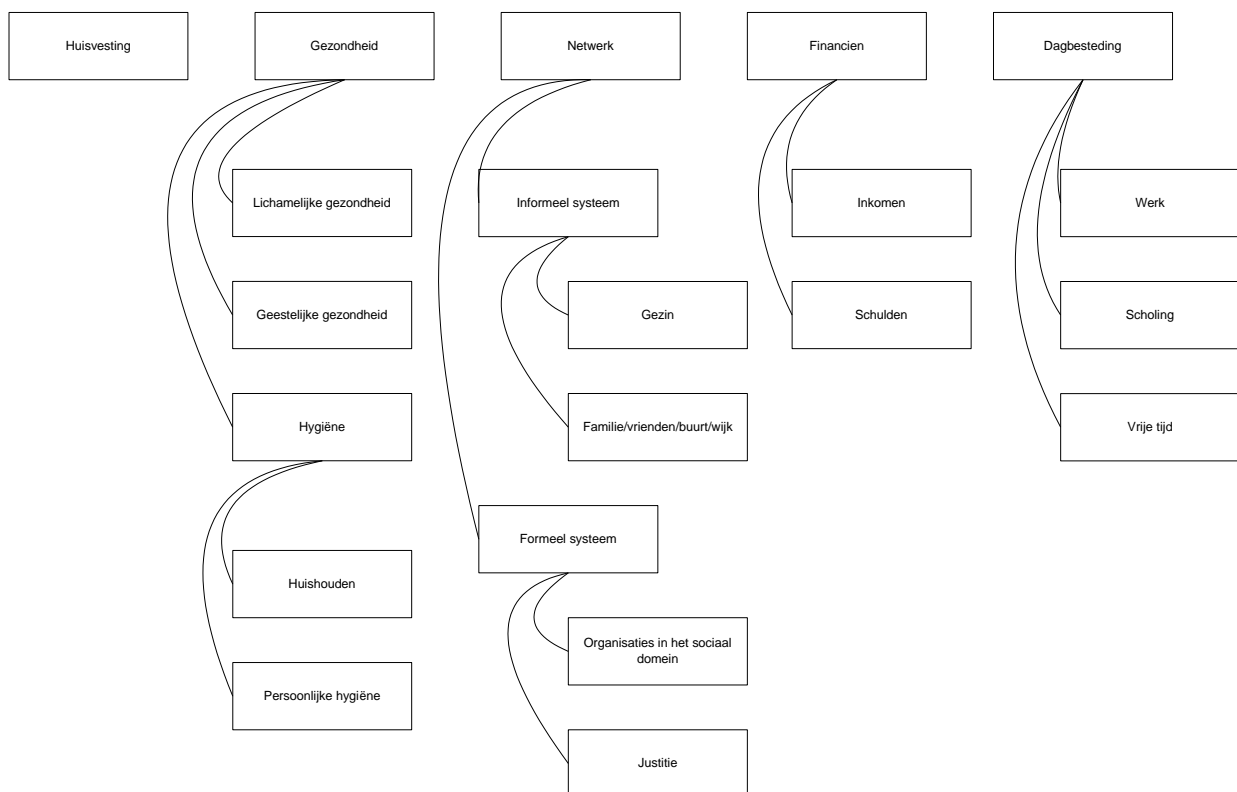 Huisvesting
Gezondheid
Netwerk
Financien
Dagbesteding
Lichamelijke gezondheid
Informeel systeem
Inkomen
Werk
Geestelijke gezondheid
Gezin
Schulden
Scholing
Hygiëne
Familie/vrienden/buurt/wijk
Vrije tijd
Formeel systeem
Huishouden
Organisaties in het sociaal
domein
Persoonlijke hygiëne
Justitie